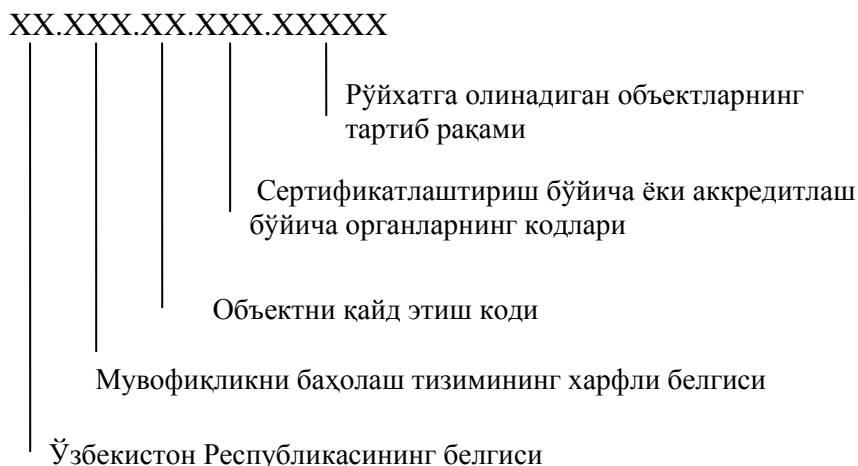 XX.XXX.XX.XXX.XXXXX
Рўйхатга олинадиган объектларнинг
тартиб рақами
Сертификатлаштириш бўйича ёки аккредитлаш
бўйича органларнинг кодлари
Объектни қайд этиш коди
Мувофиқликни баҳолаш тизимининг харфли белгиси
Ўзбекистон Республикасининг белгиси